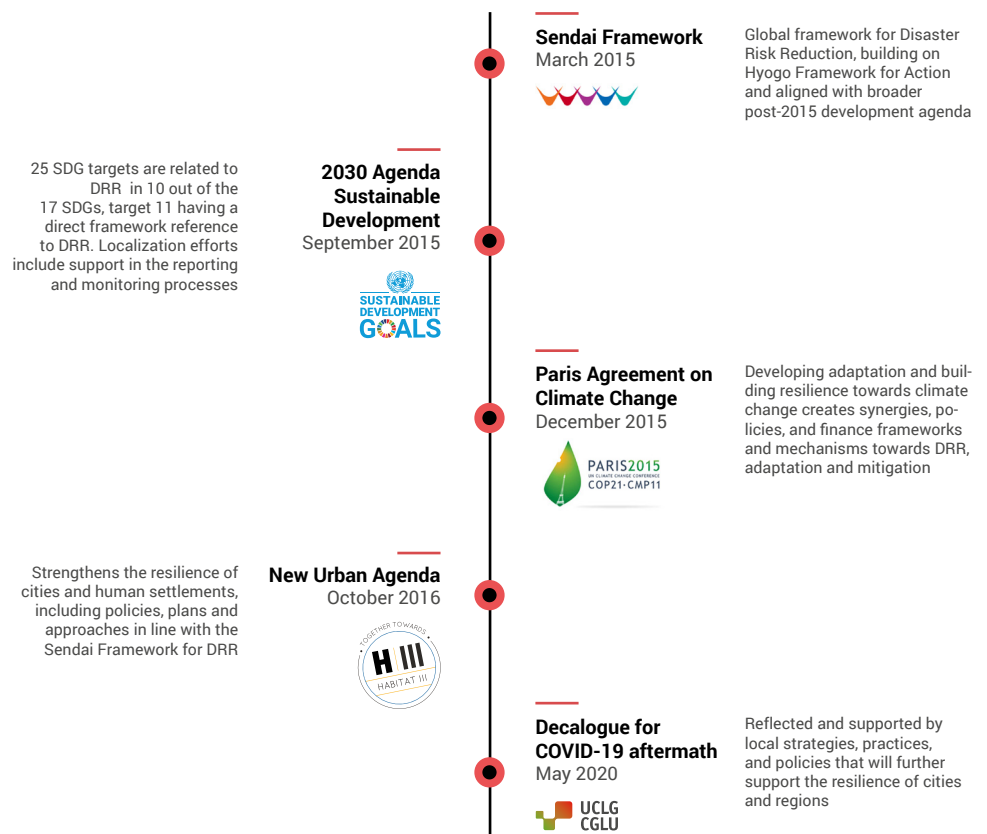 Sendai Framework
March 2015
Global framework for Disaster
Risk Reduction, building on
Hyogo Framework for Action
and aligned with broader
post-2015 development agenda
25 SDG targets are related to
DRR in 10 out of the
17 SDGs, target 11 having a
direct framework reference
to DRR. Localization efforts
include support in the reporting
and monitoring processes
2030 Agenda
Sustainable
Development
September 2015
SUSTAINABLE
DEVELOPMENT
GOALS
Paris Agreement on
Climate Change
December 2015
PARIS2015
UN CLIMATE CHANGE CONFERENCE
COP21·CMP11
Developing adaptation and buil-
ding resilience towards climate
change creates synergies, po-
licies, and finance frameworks
and mechanisms towards DRR,
adaptation and mitigation
Strengthens the resilience of
cities and human settlements,
including policies, plans and
approaches in line with the
Sendai Framework for DRR
New Urban Agenda
October 2016
• TOGETHER TOWARDS •
H III
HABITAT III
Decalogue for
COVID-19 aftermath
May 2020
UCLG
CGLU
Reflected and supported by
local strategies, practices,
and policies that will further
support the resilience of cities
and regions